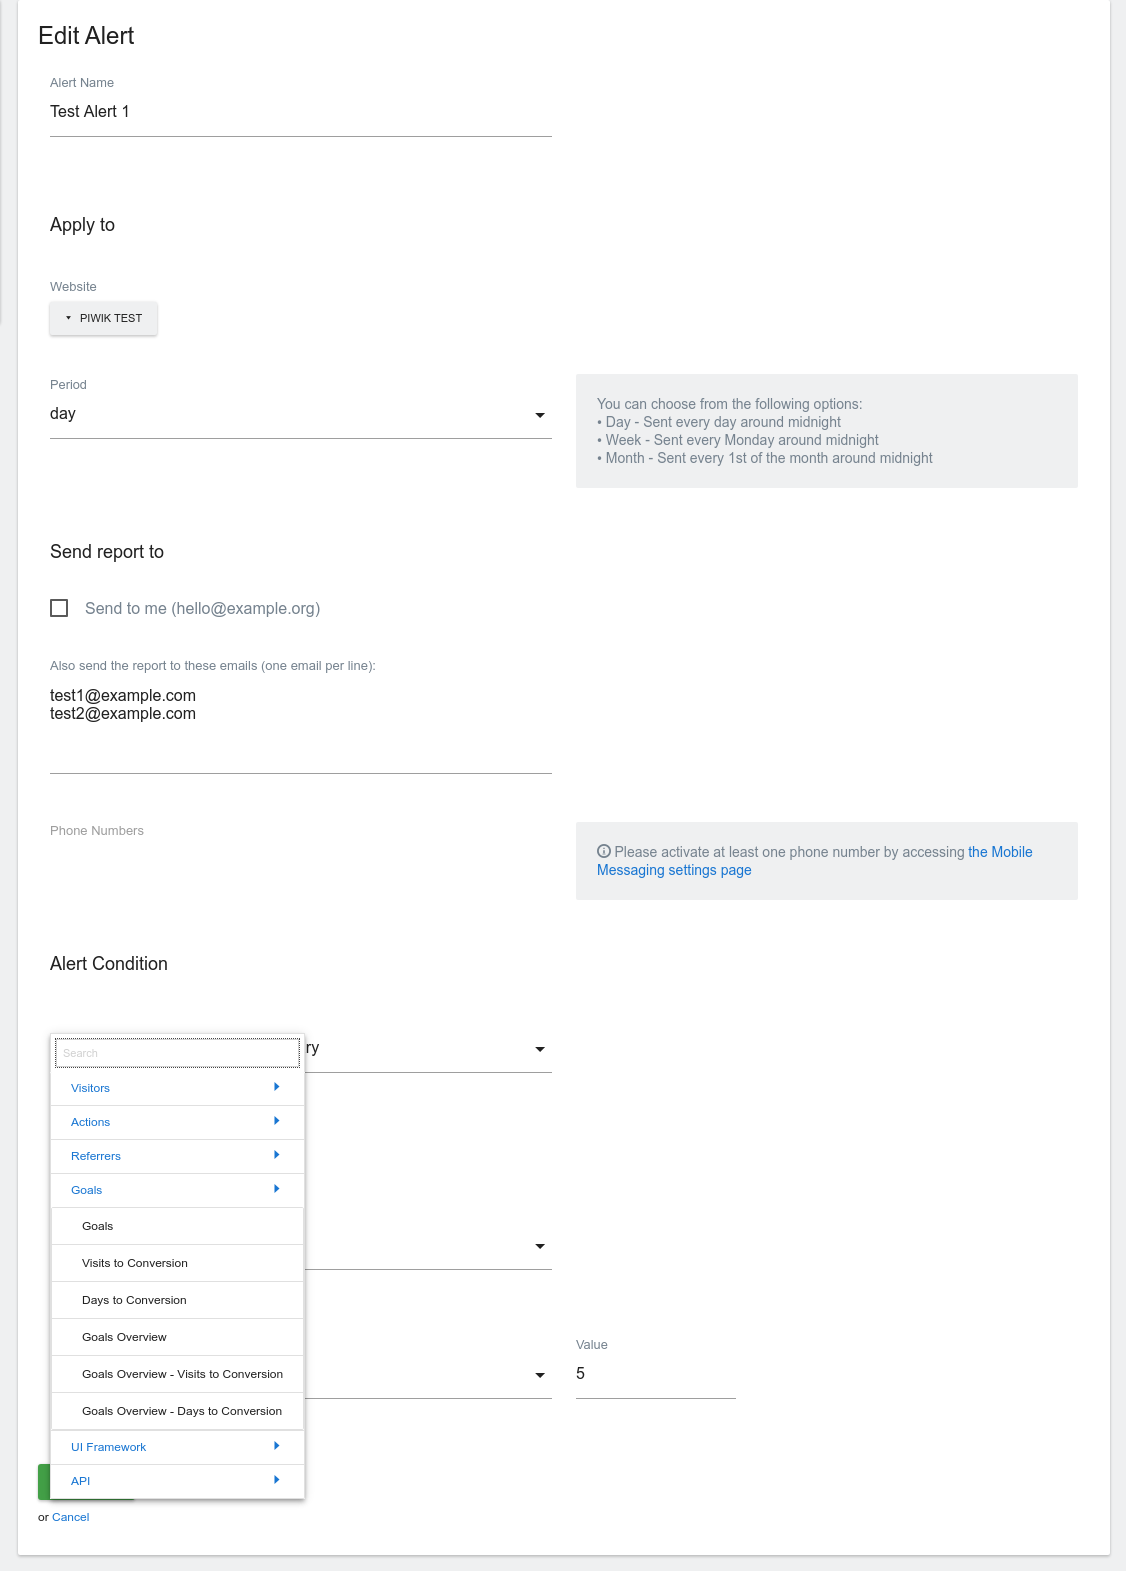 Edit Alert
Alert Name
Test Alert 1
Apply to
Website
PIWIK TEST
Period
day
You can choose from the following options:
• Day - Sent every day around midnight
• Week - Sent every Monday around midnight
• Month - Sent every 1st of the month around midnight
Send report to
Send to me (hello@example.org)
Also send the report to these emails (one email per line):
test1@example.com
test2@example.com
Phone Numbers
Please activate at least one phone number by accessing the Mobile
Messaging settings page
Alert Condition
ry
Search
Visitors
Actions
Referrers
Goals
Goals
Visits to Conversion
Days to Conversion
Goals Overview
Goals Overview - Visits to Conversion
Goals Overview - Days to Conversion
UI Framework
API
Value
5
or Cancel